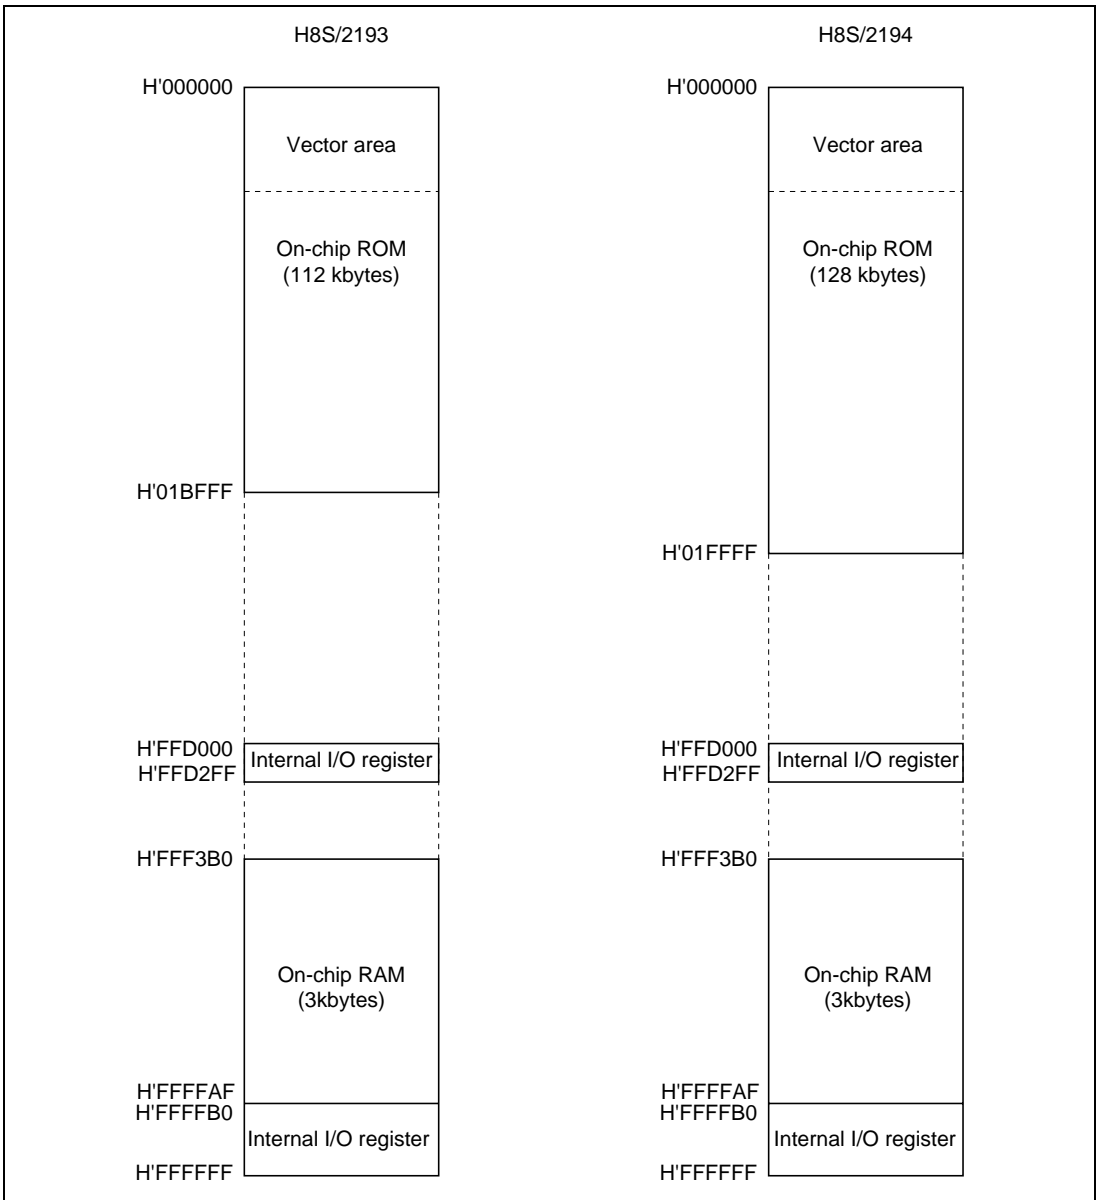 H8S/2193
H'000000
Vector area
On-chip ROM
(112 kbytes)
H'01BFFF
H'FFD000
Internal I/O register
H'FFD2FF
H'FFF3B0
On-chip RAM
(3kbytes)
H'FFFFAF
H'FFFFB0
Internal I/O register
H'FFFFFF
H8S/2194
H'000000
Vector area
On-chip ROM
(128 kbytes)
H'01FFFF
H'FFD000
Internal I/O register
H'FFD2FF
H'FFF3B0
On-chip RAM
(3kbytes)
H'FFFFAF
H'FFFFB0
Internal I/O register
H'FFFFFF